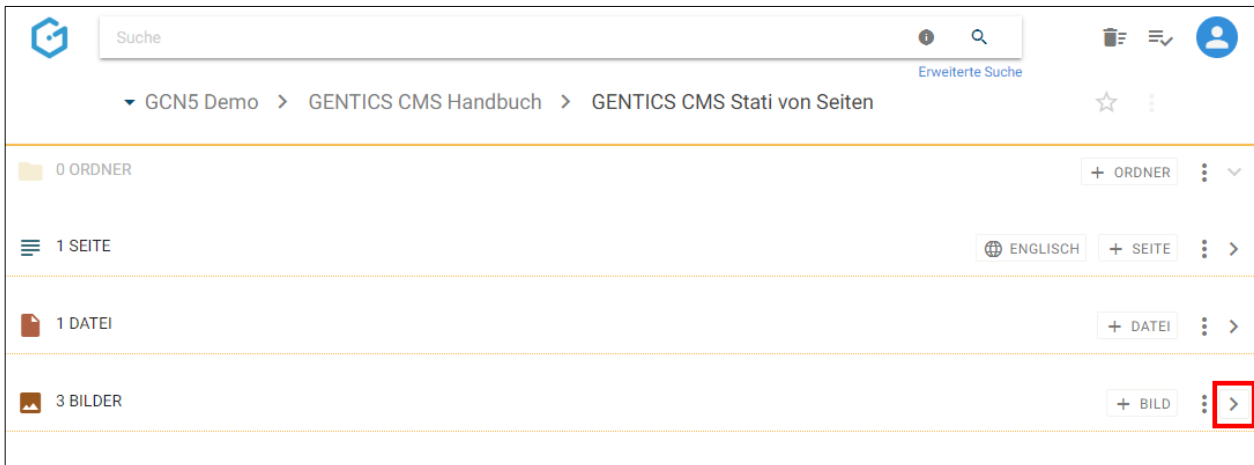 Suche
Erweiterte Suche
GCN5 Demo > GENTICS CMS Handbuch > GENTICS CMS Stati von Seiten
0 ORDNER + ORDNER
1 SEITE ENGLISCH + SEITE
1 DATEI + DATEI
3 BILDER + BILD